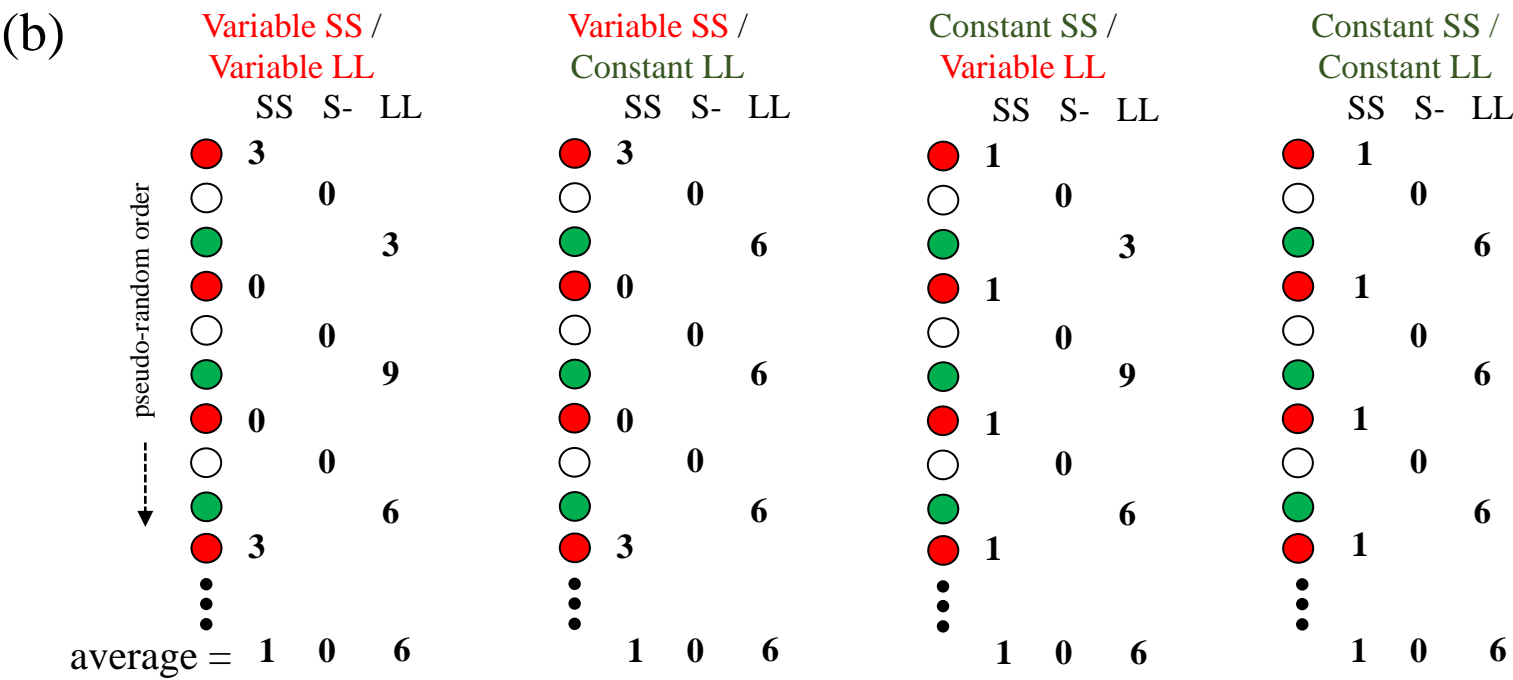 (b)
Variable SS /
Variable LL
Variable SS /
Constant LL
Constant SS /
Variable LL
Constant SS /
Constant LL
SS S- LL SS S- LL SS S- LL SS S- LL
3 3 1 1
0 0 0 0
3 6 3 6
0 0 1 1
0 0 0 0
9 6 9 6
0 0 1 1
0 0 0 0
6 6 6 6
3 3 1 1
pseudo-random order
average = 1 0 6 1 0 6 1 0 6 1 0 6